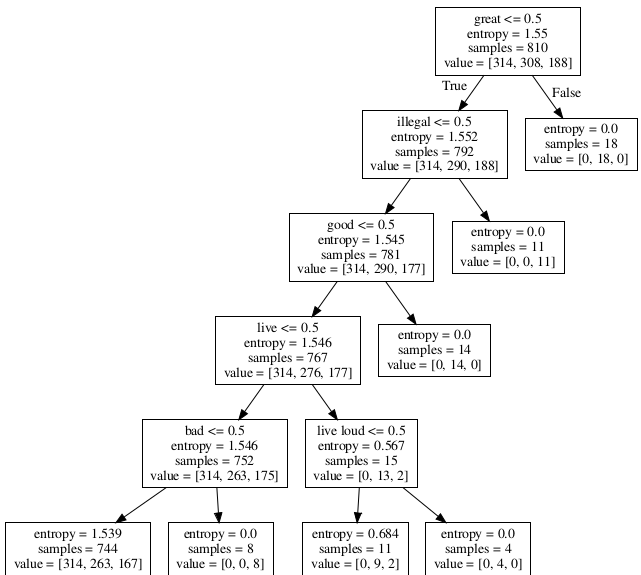 great <= 0.5
entropy = 1.55
samples = 810
value = [314, 308, 188]
True
False
illegal <= 0.5
entropy = 1.552
samples = 792
value = [314, 290, 188]
entropy = 0.0
samples = 18
value = [0, 18, 0]
good <= 0.5
entropy = 1.545
samples = 781
value = [314, 290, 177]
entropy = 0.0
samples = 11
value = [0, 0, 11]
live <= 0.5
entropy = 1.546
samples = 767
value = [314, 276, 177]
entropy = 0.0
samples = 14
value = [0, 14, 0]
bad <= 0.5
entropy = 1.546
samples = 752
value = [314, 263, 175]
live loud <= 0.5
entropy = 0.567
samples = 15
value = [0, 13, 2]
entropy = 1.539
samples = 744
value = [314, 263, 167]
entropy = 0.0
samples = 8
value = [0, 0, 8]
entropy = 0.684
samples = 11
value = [0, 9, 2]
entropy = 0.0
samples = 4
value = [0, 4, 0]